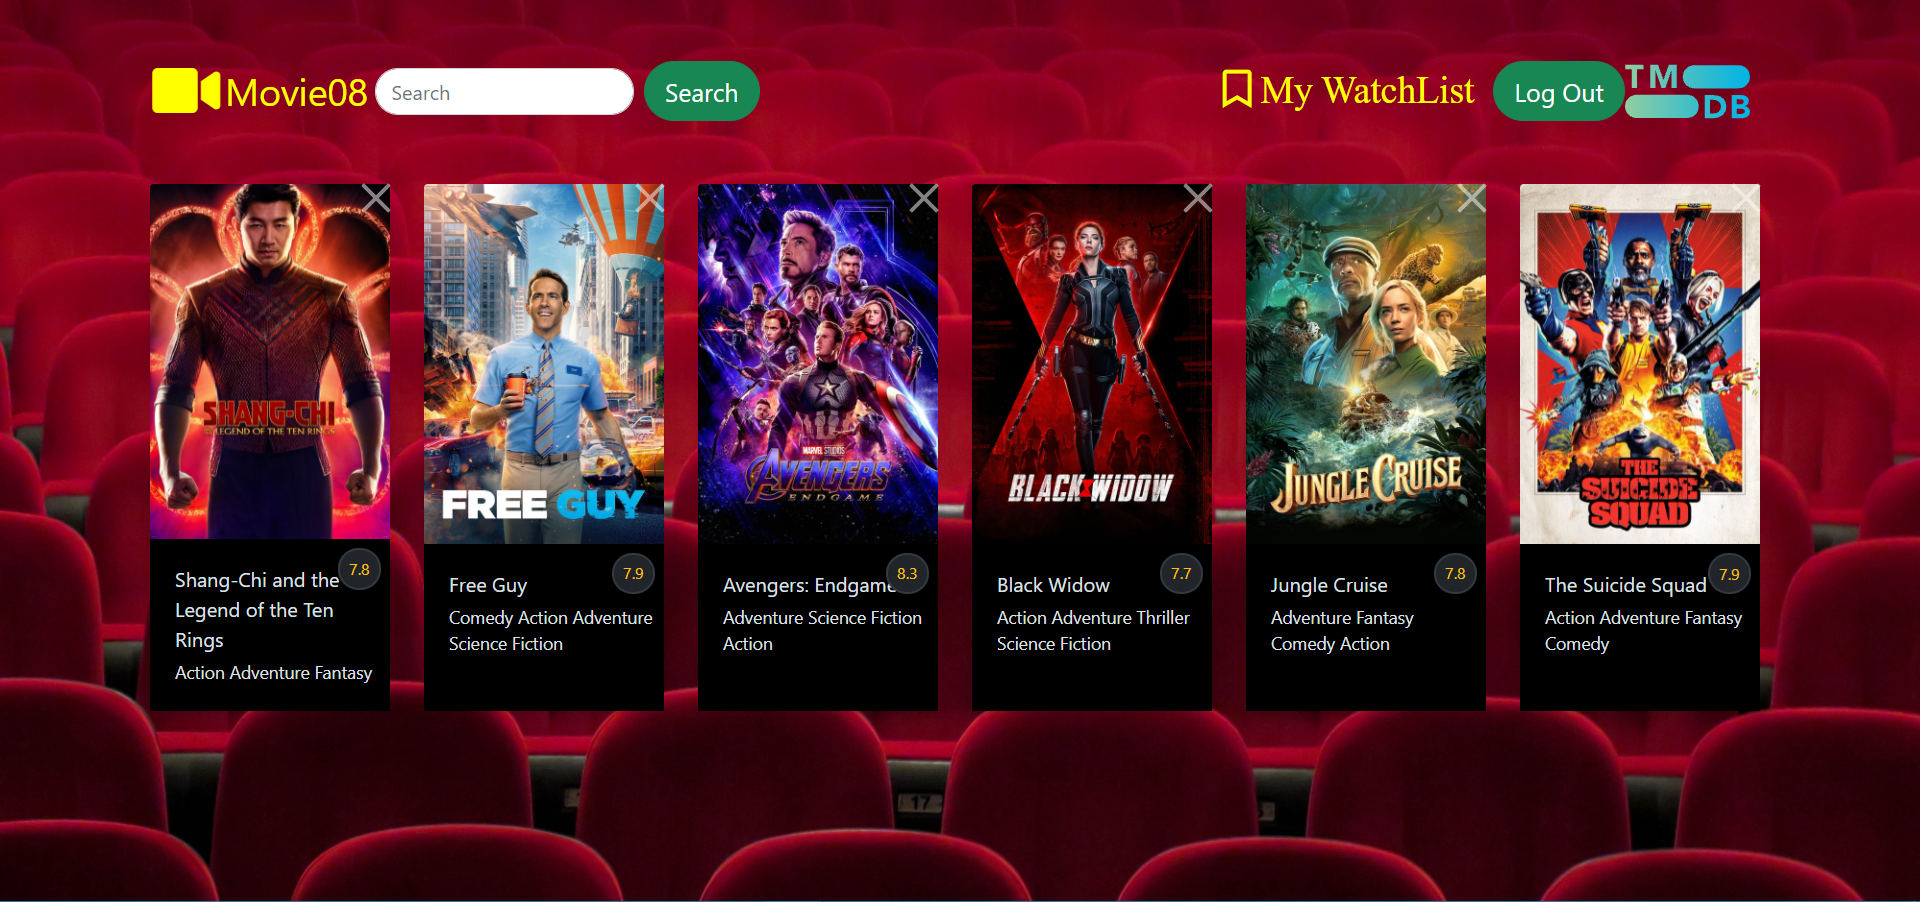 Movie08
Search
Search
My WatchList
Log Out
TM
DB
SHANG-CHI
LEGEND OF THE TEN RINGS
FREE GUY
MARVEL STUDIOS
AVENGERS
ENDGAME
BLACK WIDOW
JUNGLE CRUISE
THE
SUICIDE
SQUAD
7.8
Shang-Chi and the
Legend of the Ten
Rings
Action Adventure Fantasy
7.9
Free Guy
Comedy Action Adventure
Science Fiction
8.3
Avengers: Endgame
Adventure Science Fiction
Action
7.7
Black Widow
Action Adventure Thriller
Science Fiction
7.8
Jungle Cruise
Adventure Fantasy
Comedy Action
7.9
The Suicide Squad
Action Adventure Fantasy
Comedy
17